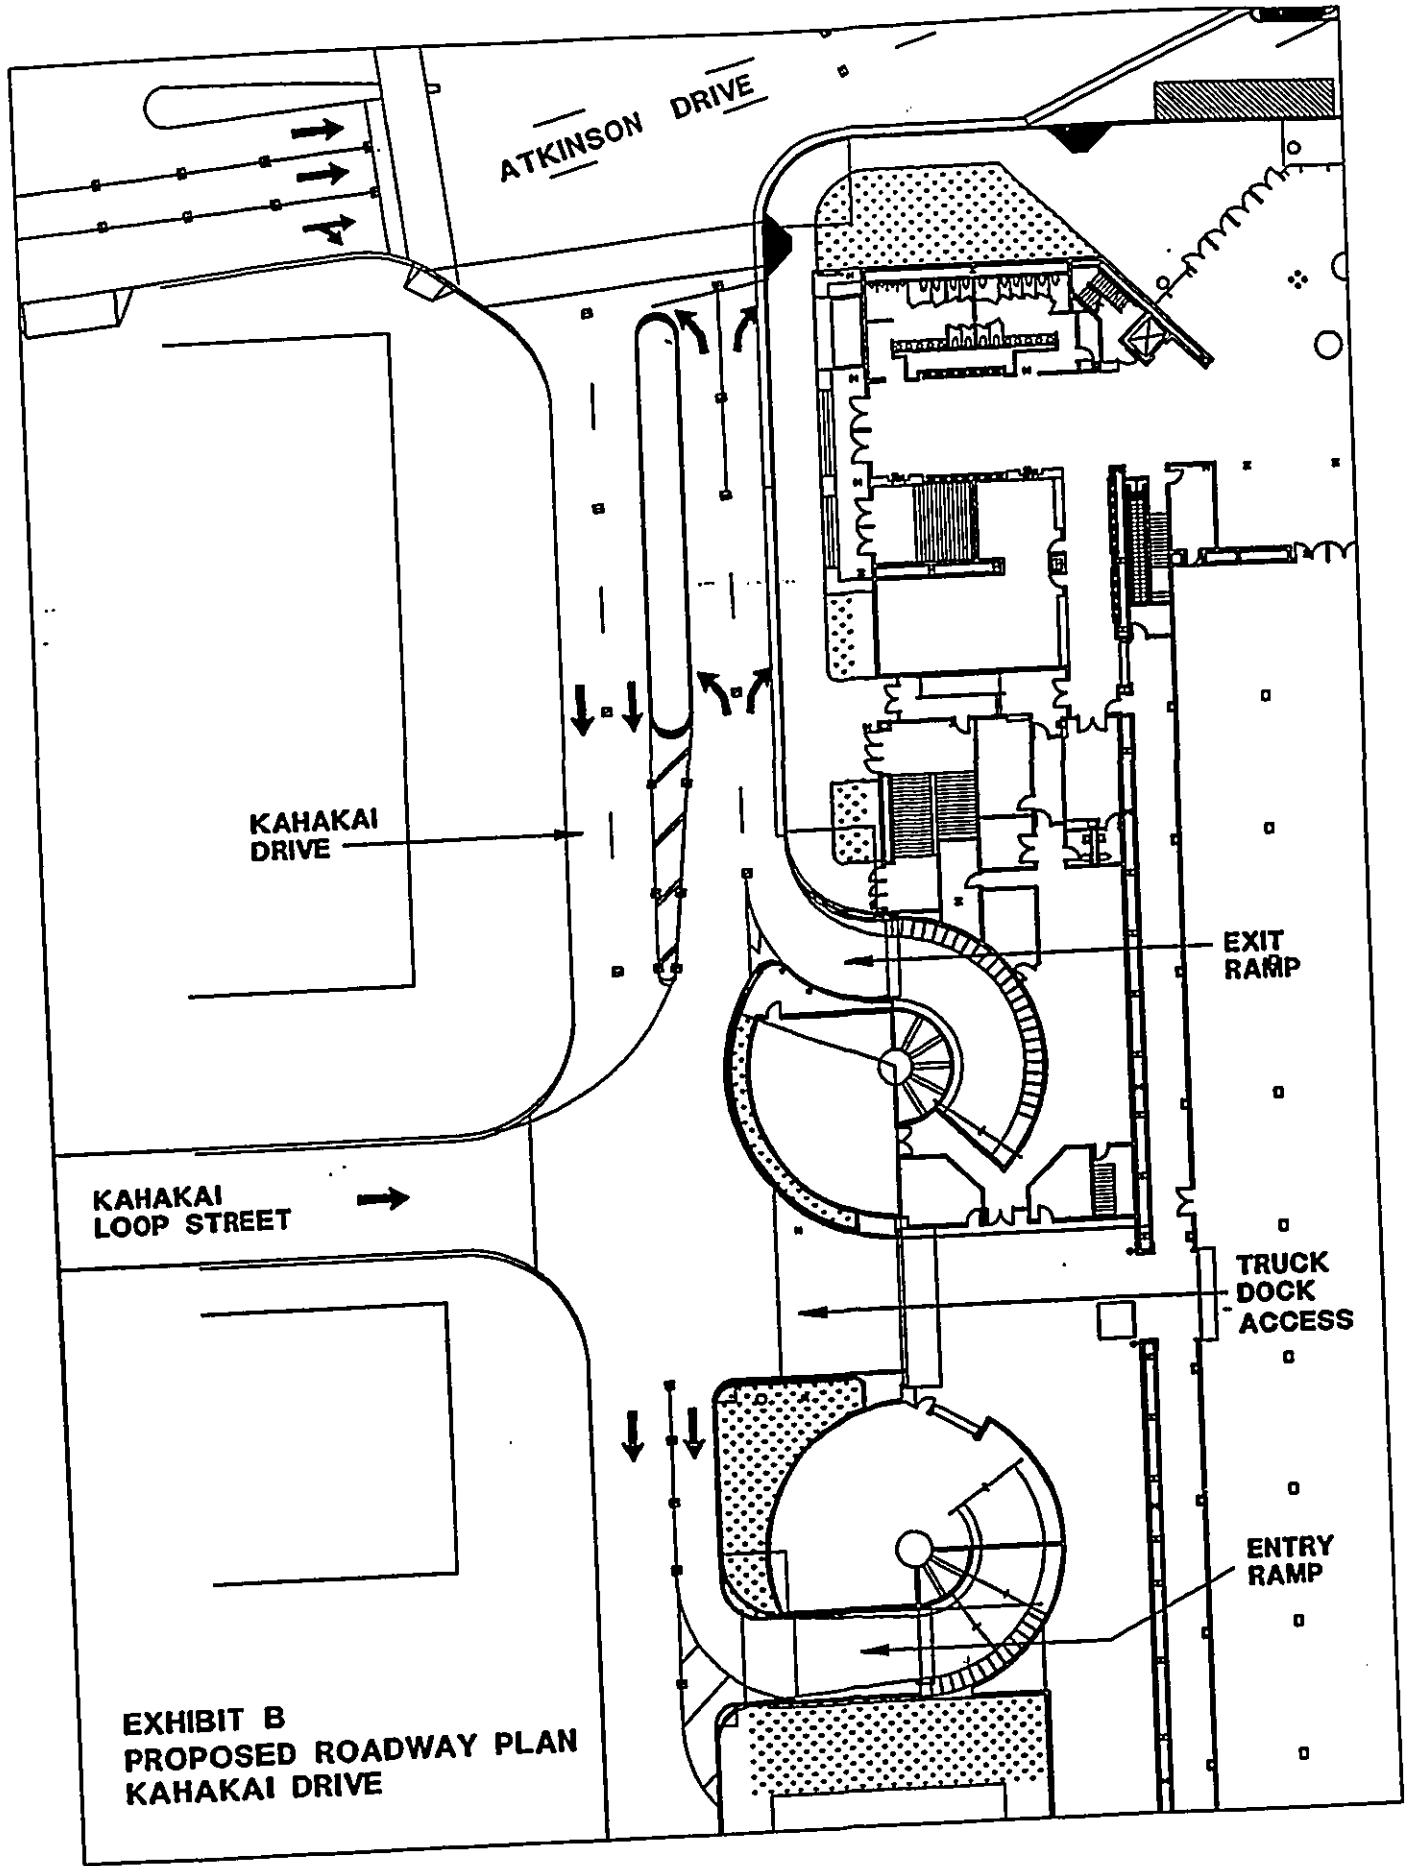 ATKINSON DRIVE
KAHAKAI
DRIVE
EXIT
RAMP
KAHAKAI
LOOP STREET
TRUCK
DOCK
ACCESS
ENTRY
RAMP
EXHIBIT B
PROPOSED ROADWAY PLAN
KAHAKAI DRIVE